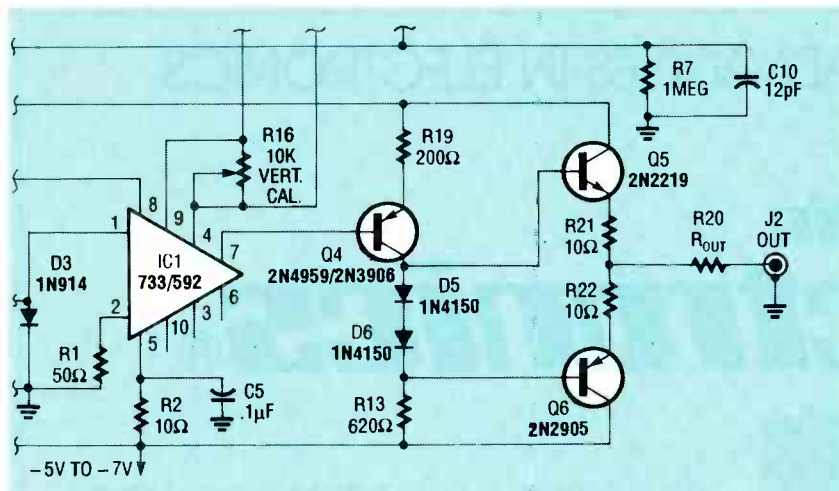 R7
1MEG
C10
12pF
R16
10K
VERT.
CAL.
R19
200Ω
Q5
2N2219
8
9
1
4
7
D3
1N914
IC1
733/592
Q4
2N4959/2N3906
6
R21
10Ω
R20
R_OUT
J2
OUT
D5
1N4150
2
10
3
5
R22
10Ω
R1
50Ω
D6
1N4150
C5
.1µF
R2
10Ω
R13
620Ω
Q6
2N2905
−5V TO −7V